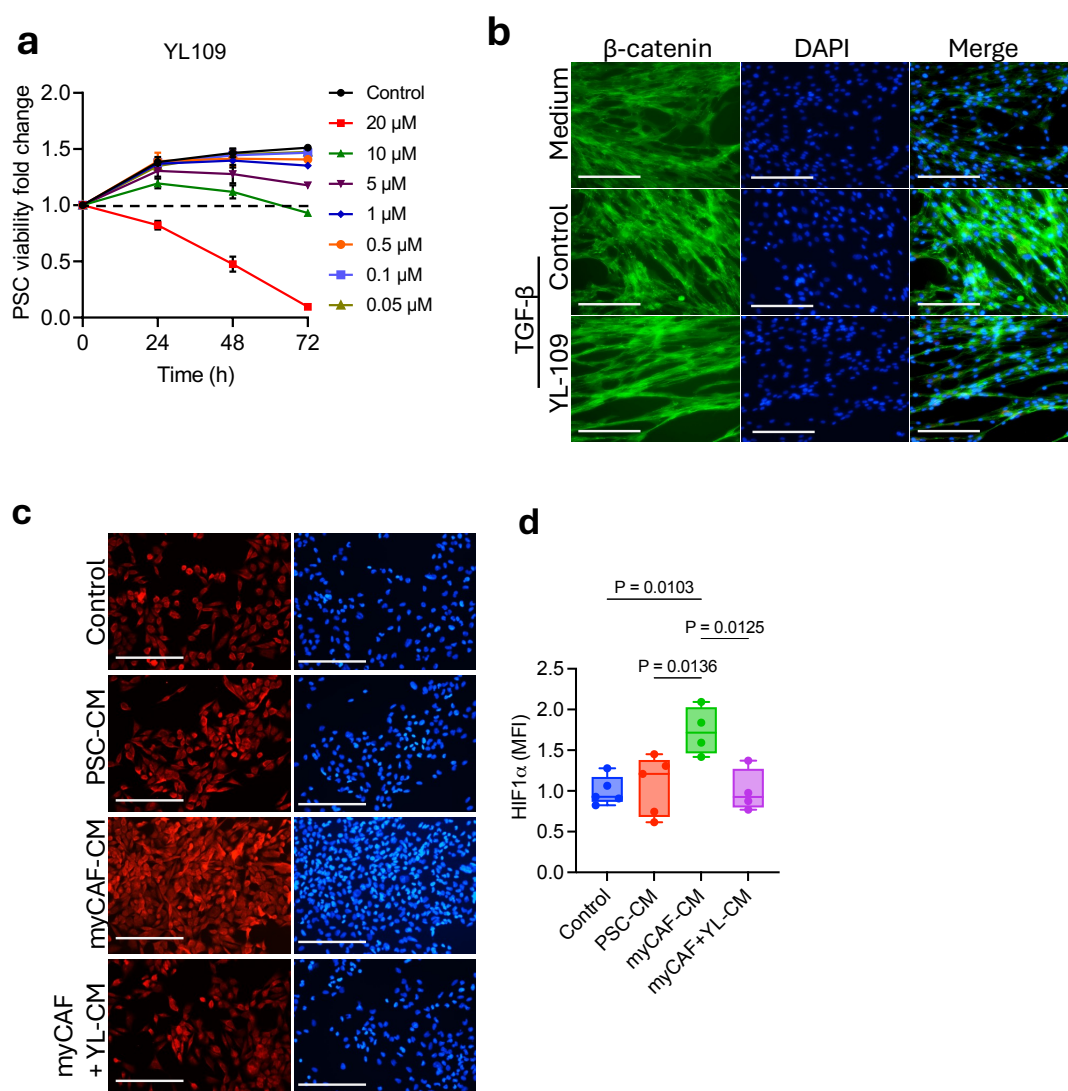 a
YL109
PSC viability fold change
2.0
1.5
1.0
0.5
0.0
0
24
48
72
Time (h)
Control
20 µM
10 µM
5 µM
1 µM
0.5 µM
0.1 µM
0.05 µM
b
β-catenin
DAPI
Merge
Medium
Control
YL-109
TGF-β
c
Control
PSC-CM
myCAF-CM
myCAF
+ YL-CM
d
P = 0.0103
P = 0.0125
P = 0.0136
HIF1α (MFI)
2.5
2.0
1.5
1.0
0.5
0.0
Control
PSC-CM
myCAF-CM
myCAF+YL-CM